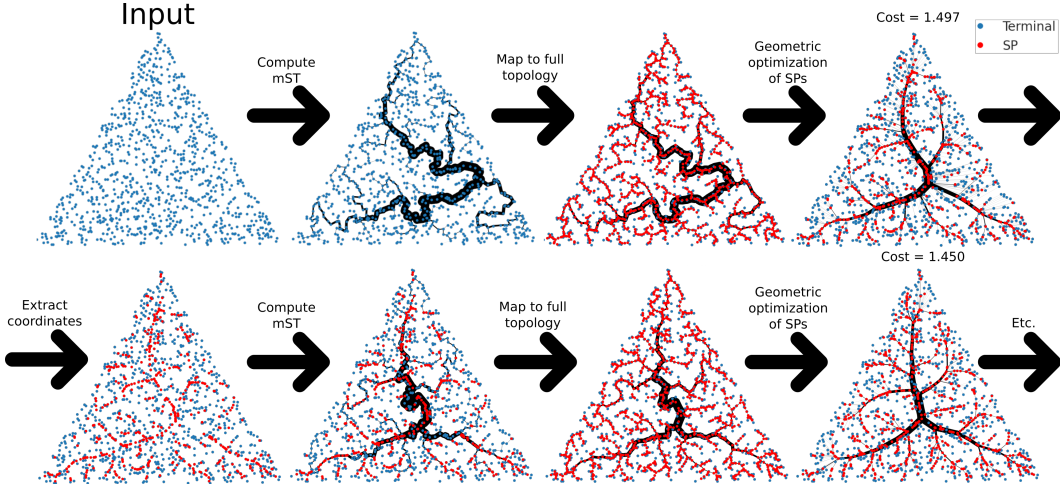 Input
Compute
mST
Map to full
topology
Geometric
optimization
of SPs
Cost = 1.497
Terminal
SP
Extract
coordinates
Compute
mST
Map to full
topology
Geometric
optimization
of SPs
Cost = 1.450
Etc.